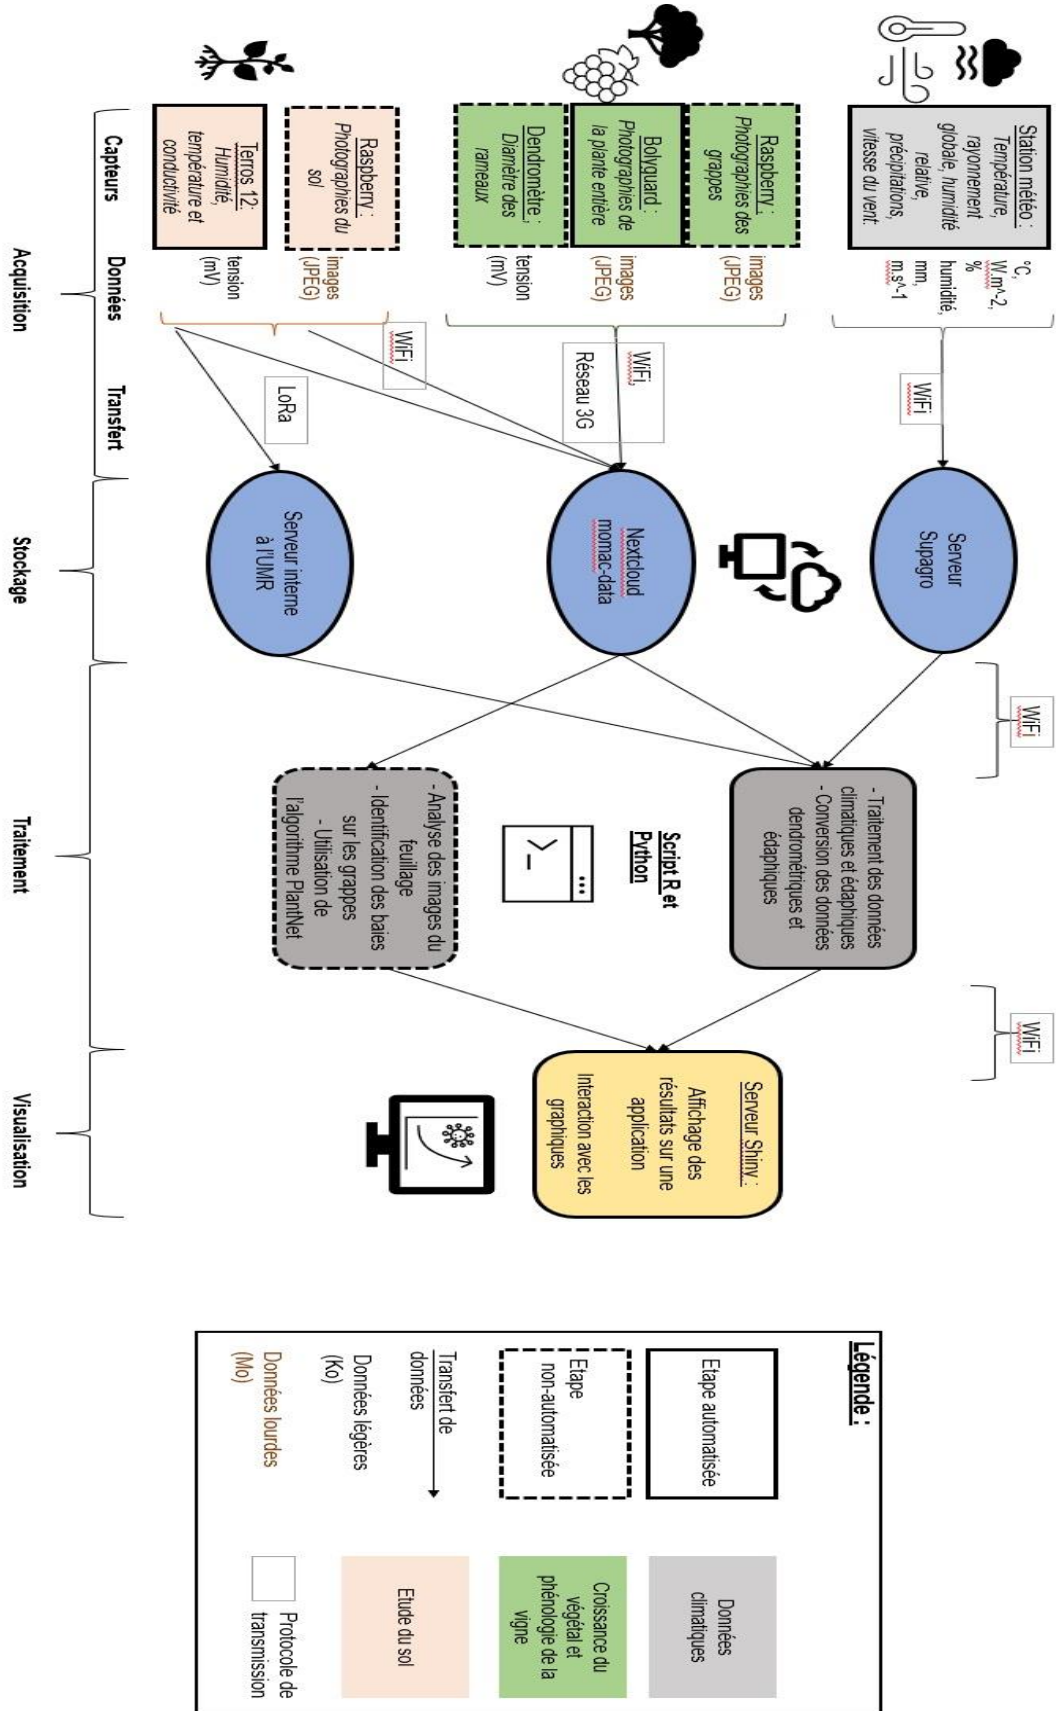 Station météo :
Température,
rayonnement
globale, humidité
relative,
précipitations,
vitesse du vent.
°C,
W.m^-2,
%
humidité,
mm,
m.s^-1
WiFi
Serveur
Supagro
WiFi
- Traitement des données
climatiques et édaphiques
- Conversion des données
dendrométriques et
édaphiques
WiFi
Raspberry :
Photographies des
grappes
images
(JPEG)
Bolyguard :
Photographies de
la plante entière
images
(JPEG)
Dendromètre :
Diamètre des
rameaux
tension
(mV)
WiFi,
Réseau 3G
Nextcloud
momac-data
Script R et
Python
>_
Serveur Shiny :
Affichage des
résultats sur une
application
Interaction avec les
graphiques
Raspberry :
Photographies du
sol
images
(JPEG)
Terros 12:
Humidité,
température et
conductivité
tension
(mV)
WiFi
LoRa
Serveur interne
à l'UMR
- Analyse des images du
feuillage
- Identification des baies
sur les grappes
- Utilisation de
l'algorithme PlantNet
Capteurs
Données
Transfert
Acquisition
Stockage
Traitement
Visualisation
Légende :
Etape automatisée
Etape
non-automatisée
Transfert de
données
Données légères
(Ko)
Données lourdes
(Mo)
Données
climatiques
Croissance du
végétal et
phénologie de la
vigne
Etude du sol
Protocole de
transmission